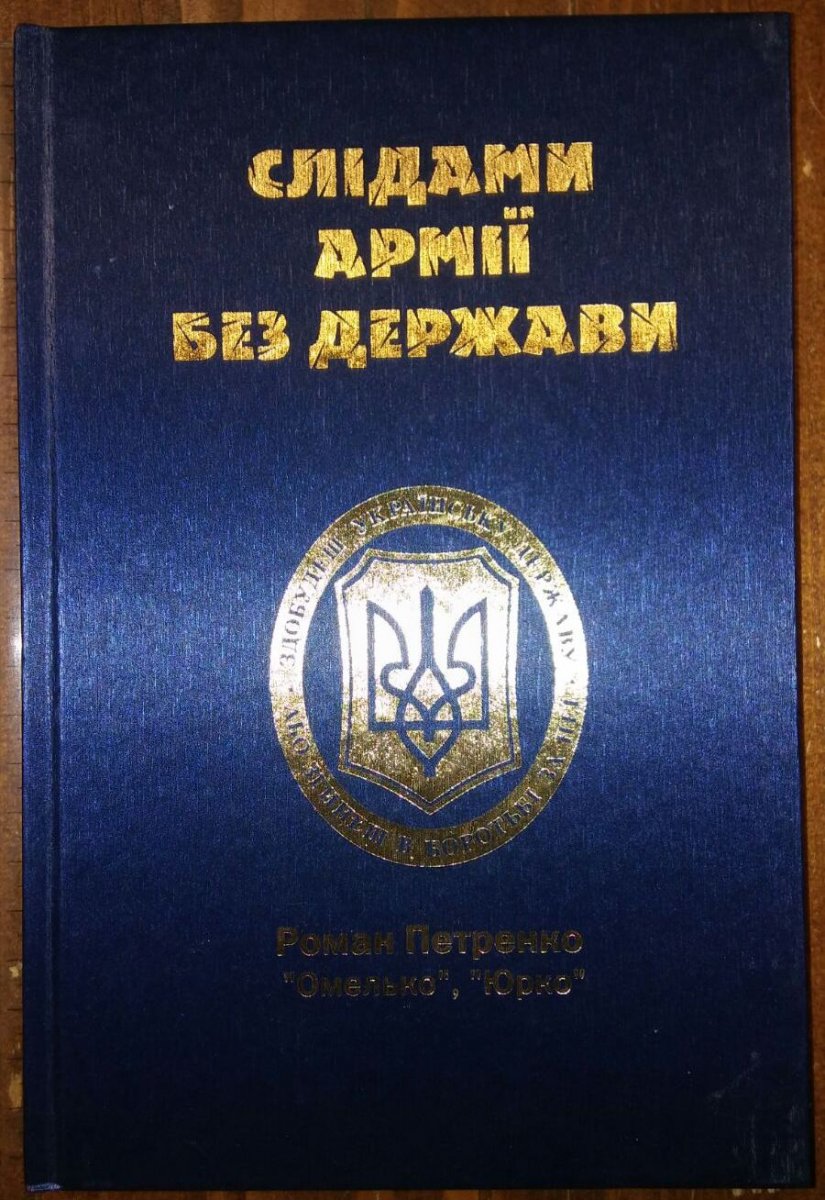 СЛІДАМИ
АРМІЇ
БЕЗ ДЕРЖАВИ
ЗДОБУДЕШ УКРАЇНСЬКУ ДЕРЖАВУ
АБО ЗГИНЕШ В БОРОТЬБІ ЗА НЕЇ
Роман Петренко
"Омелько", "Юрко"